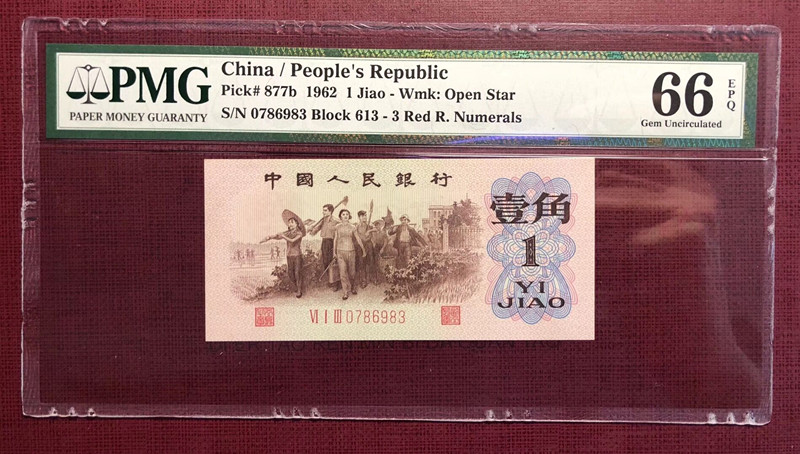 PMG
PAPER MONEY GUARANTY
China / People's Republic
Pick# 877b 1962 1 Jiao - Wmk: Open Star
S/N 0786983 Block 613 - 3 Red R. Numerals
66 EPQ
Gem Uncirculated
中國人民銀行
壹角
1
YI
JIAO
VI I III 0786983